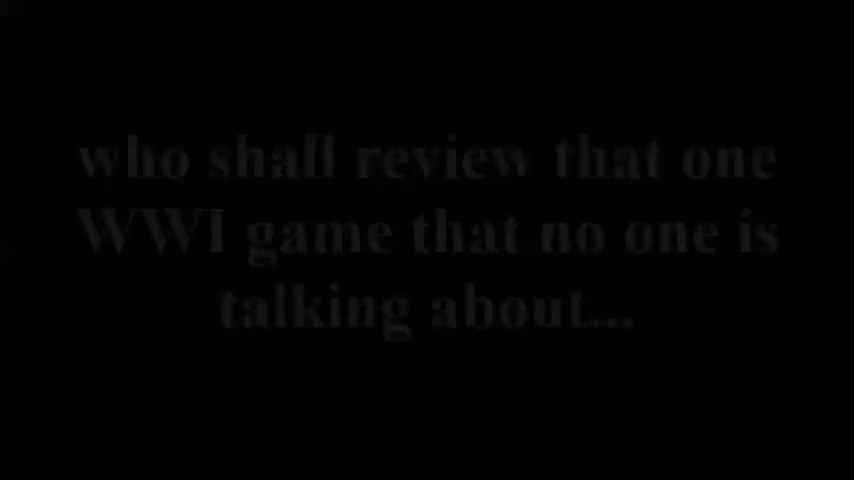 who shall review that one
WWI game that no one is
talking about...